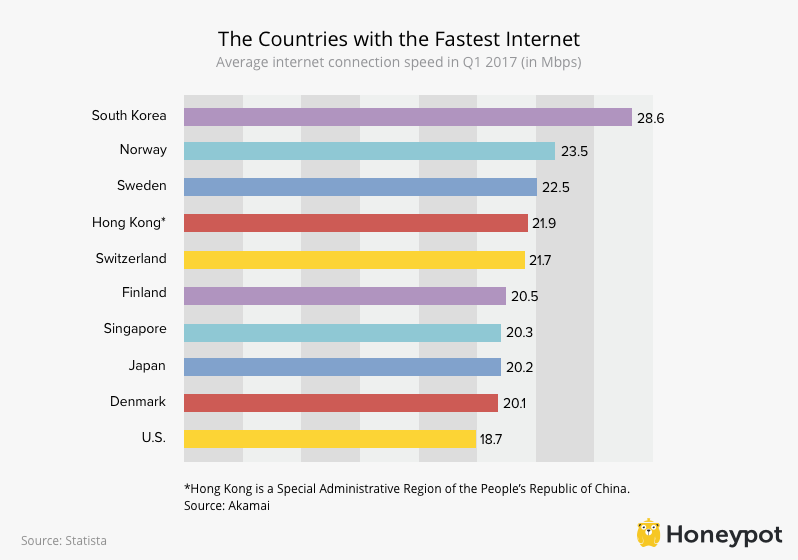 The Countries with the Fastest Internet
Average internet connection speed in Q1 2017 (in Mbps)
South Korea 28.6
Norway 23.5
Sweden 22.5
Hong Kong* 21.9
Switzerland 21.7
Finland 20.5
Singapore 20.3
Japan 20.2
Denmark 20.1
U.S. 18.7
*Hong Kong is a Special Administrative Region of the People’s Republic of China.
Source: Akamai
Source: Statista
Honeypot